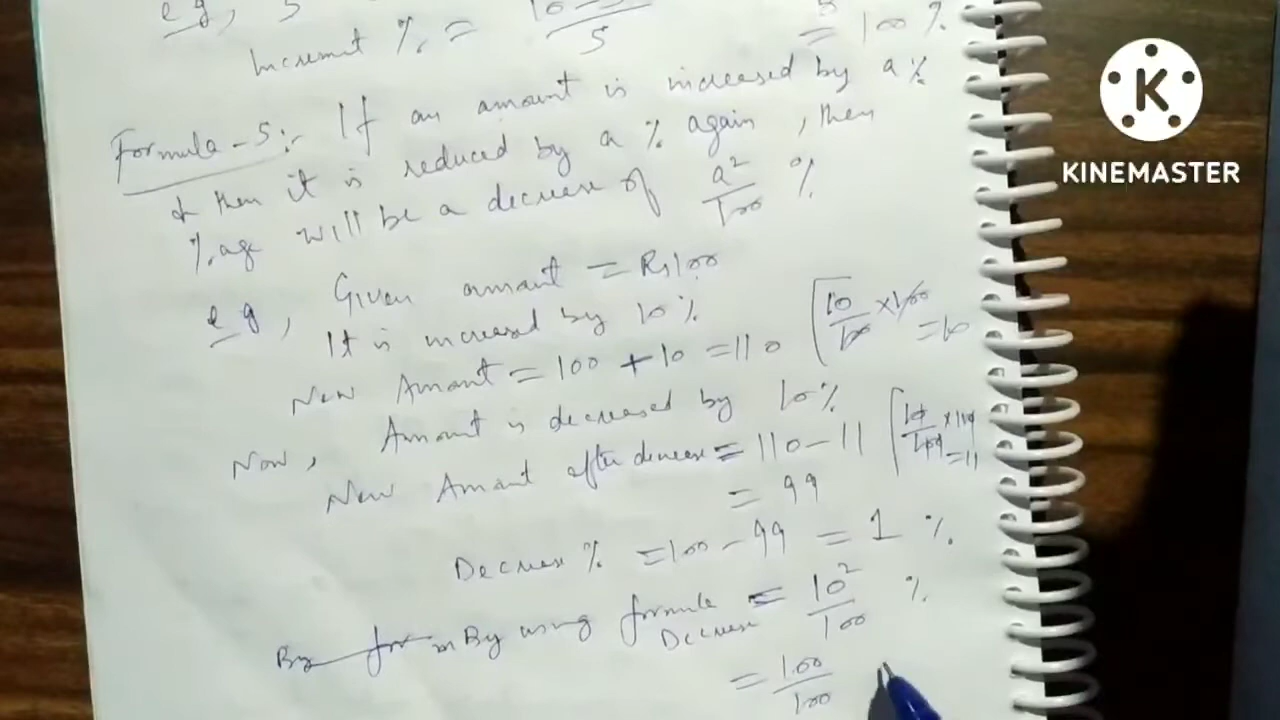 eg, 5
Increment % = 10-5/5 = 100 %
Formula-5:- If an amount is increased by a %
& then it is reduced by a % again, then
%age will be a decrease of a²/100 %
eg, Given amount = Rs100
It is increased by 10 %
New Amount = 100 + 10 = 110 [10/100 × 100 = 10
Now, Amount is decreased by 10%
New Amount after decrease = 110 - 11 [10/100 × 110 = 11
= 99
Decrease % = 100 - 99 = 1 %
By using formula Decrease = 10²/100 %
= 100/100
K
KINEMASTER